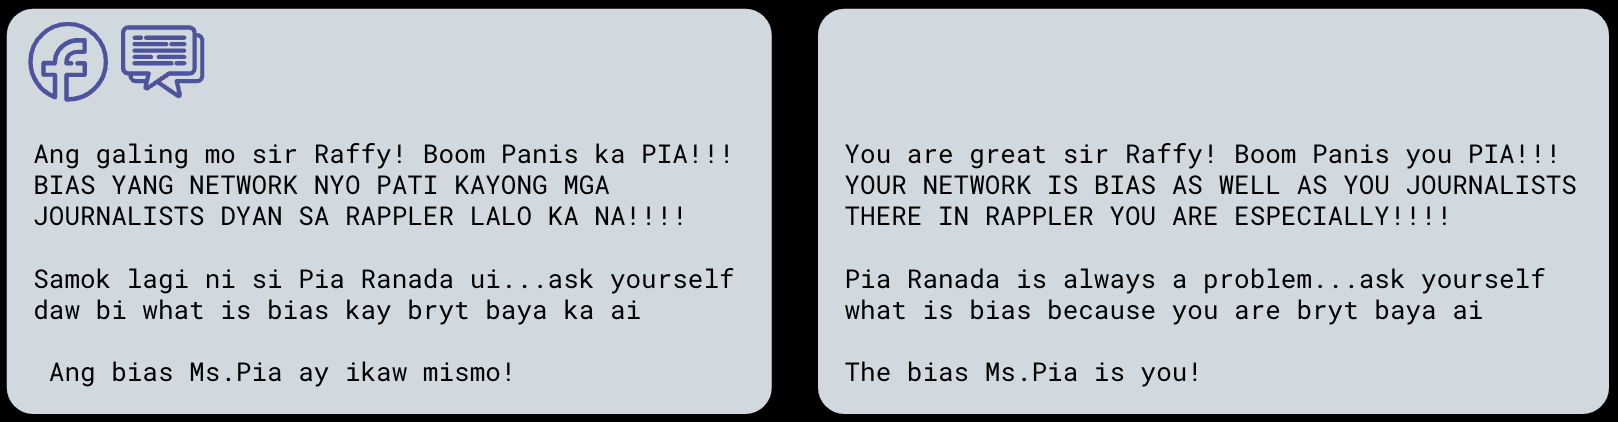 Ang galing mo sir Raffy! Boom Panis ka PIA!!!
BIAS YANG NETWORK NYO PATI KAYONG MGA
JOURNALISTS DYAN SA RAPPLER LALO KA NA!!!!
Samok lagi ni si Pia Ranada ui...ask yourself
daw bi what is bias kay bryt baya ka ai
Ang bias Ms.Pia ay ikaw mismo!
You are great sir Raffy! Boom Panis you PIA!!!
YOUR NETWORK IS BIAS AS WELL AS YOU JOURNALISTS
THERE IN RAPPLER YOU ARE ESPECIALLY!!!!
Pia Ranada is always a problem...ask yourself
what is bias because you are bryt baya ai
The bias Ms.Pia is you!